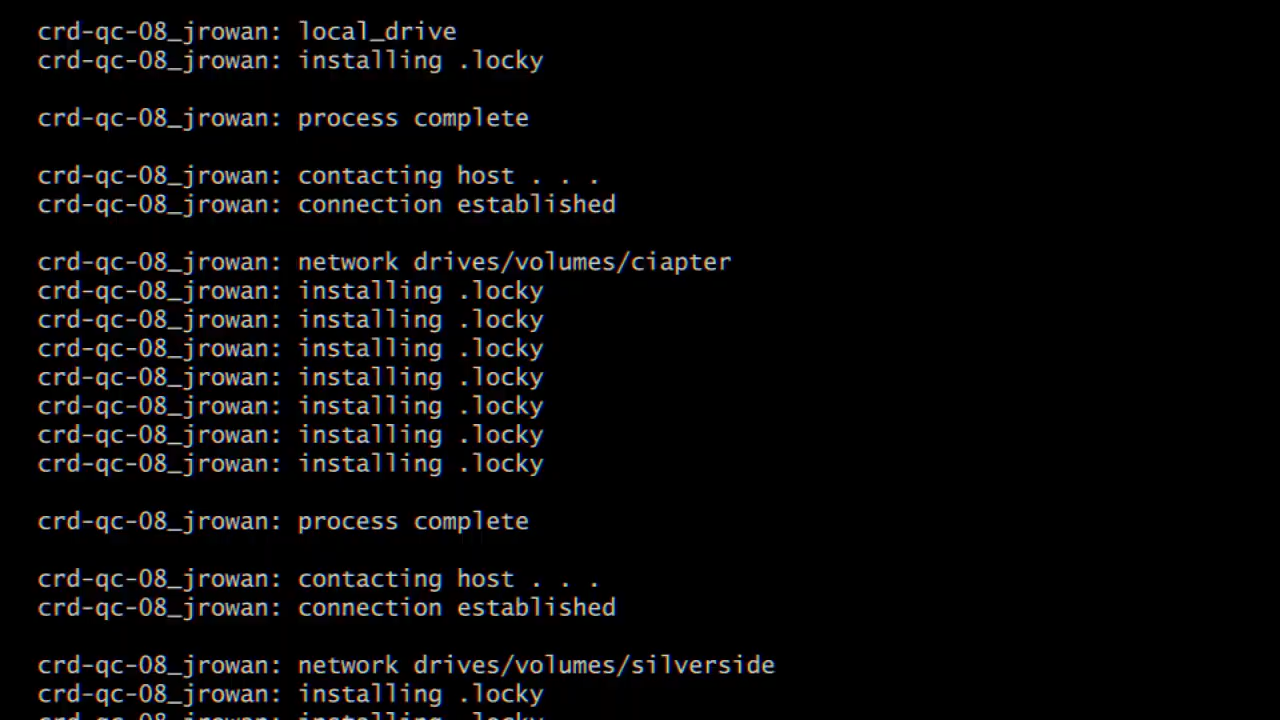 crd-qc-08_jrowan: local_drive
crd-qc-08_jrowan: installing .locky
crd-qc-08_jrowan: process complete
crd-qc-08_jrowan: contacting host . . .
crd-qc-08_jrowan: connection established
crd-qc-08_jrowan: network drives/volumes/ciapter
crd-qc-08_jrowan: installing .locky
crd-qc-08_jrowan: installing .locky
crd-qc-08_jrowan: installing .locky
crd-qc-08_jrowan: installing .locky
crd-qc-08_jrowan: installing .locky
crd-qc-08_jrowan: installing .locky
crd-qc-08_jrowan: installing .locky
crd-qc-08_jrowan: process complete
crd-qc-08_jrowan: contacting host . . .
crd-qc-08_jrowan: connection established
crd-qc-08_jrowan: network drives/volumes/silverside
crd-qc-08_jrowan: installing .locky